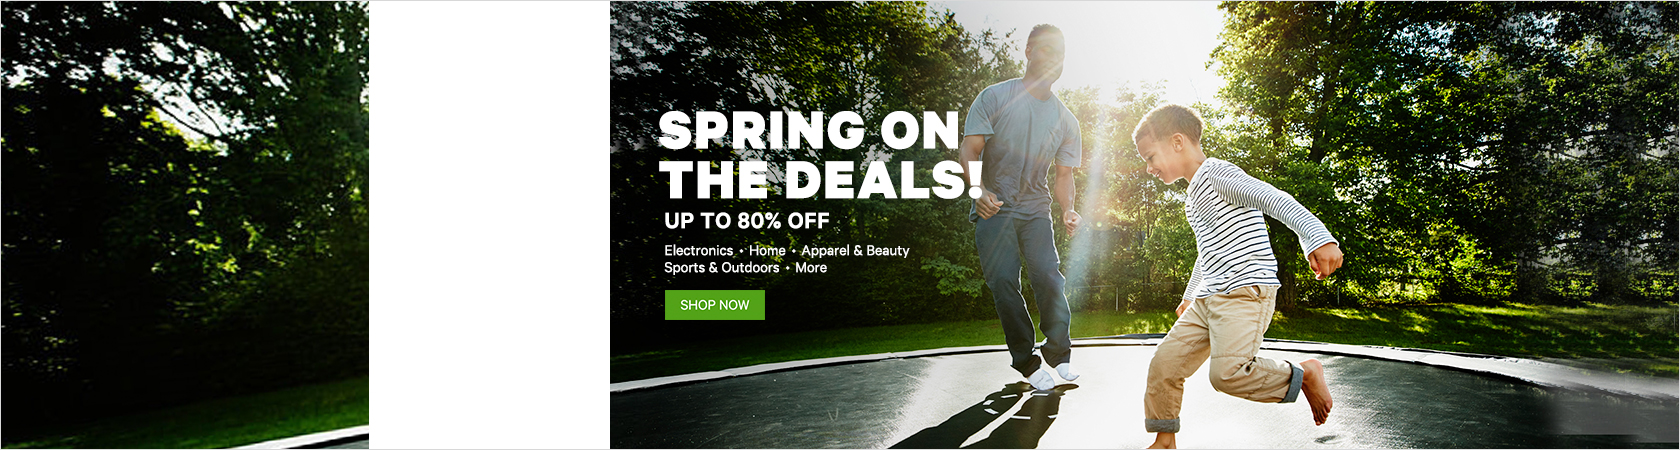 SPRING ON
THE DEALS!
UP TO 80% OFF
Electronics • Home • Apparel & Beauty
Sports & Outdoors • More
SHOP NOW